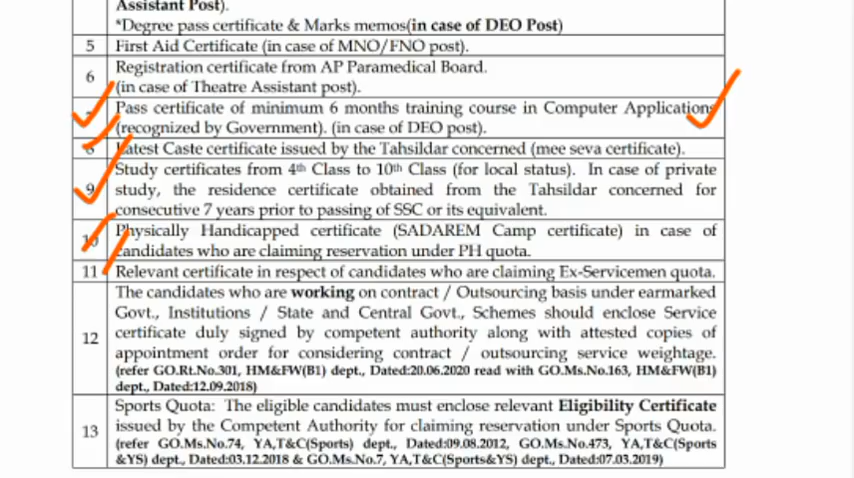 Assistant Post).
*Degree pass certificate & Marks memos(in case of DEO Post)
5 First Aid Certificate (in case of MNO/FNO post).
6 Registration certificate from AP Paramedical Board.
(in case of Theatre Assistant post).
Pass certificate of minimum 6 months training course in Computer Applications
(recognized by Government). (in case of DEO post).
8 Latest Caste certificate issued by the Tahsildar concerned (mee seva certificate).
9 Study certificates from 4th Class to 10th Class (for local status). In case of private
study, the residence certificate obtained from the Tahsildar concerned for
consecutive 7 years prior to passing of SSC or its equivalent.
10 Physically Handicapped certificate (SADAREM Camp certificate) in case of
candidates who are claiming reservation under PH quota.
11 Relevant certificate in respect of candidates who are claiming Ex-Servicemen quota.
12 The candidates who are working on contract / Outsourcing basis under earmarked
Govt., Institutions / State and Central Govt., Schemes should enclose Service
certificate duly signed by competent authority along with attested copies of
appointment order for considering contract / outsourcing service weightage.
(refer GO.Rt.No.301, HM&FW(B1) dept., Dated:20.06.2020 read with GO.Ms.No.163, HM&FW(B1)
dept., Dated:12.09.2018)
13 Sports Quota: The eligible candidates must enclose relevant Eligibility Certificate
issued by the Competent Authority for claiming reservation under Sports Quota.
(refer GO.Ms.No.74, YA,T&C(Sports) dept., Dated:09.08.2012, GO.Ms.No.473, YA,T&C(Sports
&YS) dept., Dated:03.12.2018 & GO.Ms.No.7, YA,T&C(Sports&YS) dept., Dated:07.03.2019)